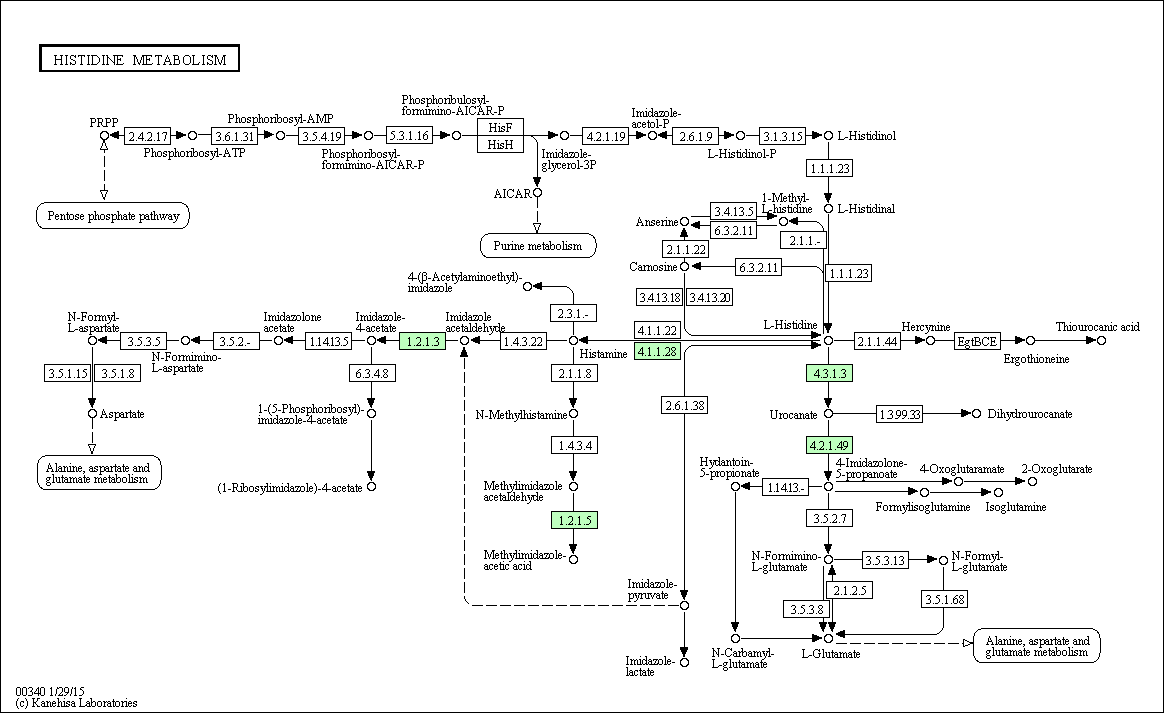 HISTIDINE METABOLISM
Phosphoribulosyl-
formimino-AICAR-P
PRPP
Phosphoribosyl-AMP
Imidazole-
acetol-P
2.4.2.17
3.6.1.31
3.5.4.19
5.3.1.16
HisF
HisH
4.2.1.19
2.6.1.9
3.1.3.15
L-Histidinol
Phosphoribosyl-ATP
Phosphoribosyl-
formimino-AICAR-P
Imidazole-
glycerol-3P
L-Histidinol-P
1.1.1.23
AICAR
Pentose phosphate pathway
Purine metabolism
1-Methyl-
L-histidine
L-Histidinal
Anserine
3.4.13.5
6.3.2.11
2.1.1.-
2.1.1.22
Carnosine
6.3.2.11
1.1.1.23
4-(β-Acetylaminoethyl)-
imidazole
3.4.13.18
3.4.13.20
2.3.1.-
N-Formyl-
L-aspartate
Imidazolone
acetate
Imidazole-
4-acetate
Imidazole
acetaldehyde
4.1.1.22
L-Histidine
Hercynine
Thiourocanic acid
3.5.3.5
3.5.2.-
1.14.13.5
1.2.1.3
1.4.3.22
Histamine
4.1.1.28
2.1.1.44
EgtBCE
Ergothioneine
N-Formimino-
L-aspartate
3.5.1.15
3.5.1.8
6.3.4.8
2.1.1.8
4.3.1.3
2.6.1.38
Aspartate
1-(5-Phosphoribosyl)-
imidazole-4-acetate
N-Methylhistamine
Urocanate
1.3.99.33
Dihydrourocanate
1.4.3.4
4.2.1.49
Alanine, aspartate and
glutamate metabolism
(1-Ribosylimidazole)-4-acetate
Methylimidazole
acetaldehyde
Hydantoin-
5-propionate
4-Imidazolone-
5-propanoate
4-Oxoglutaramate
2-Oxoglutarate
1.14.13.-
Formylisoglutamine
Isoglutamine
1.2.1.5
3.5.2.7
Methylimidazole-
acetic acid
N-Formimino-
L-glutamate
3.5.3.13
N-Formyl-
L-glutamate
Imidazole-
pyruvate
2.1.2.5
3.5.3.8
3.5.1.68
N-Carbamyl-
L-glutamate
L-Glutamate
Alanine, aspartate and
glutamate metabolism
Imidazole-
lactate
00340 1/29/15
(c) Kanehisa Laboratories